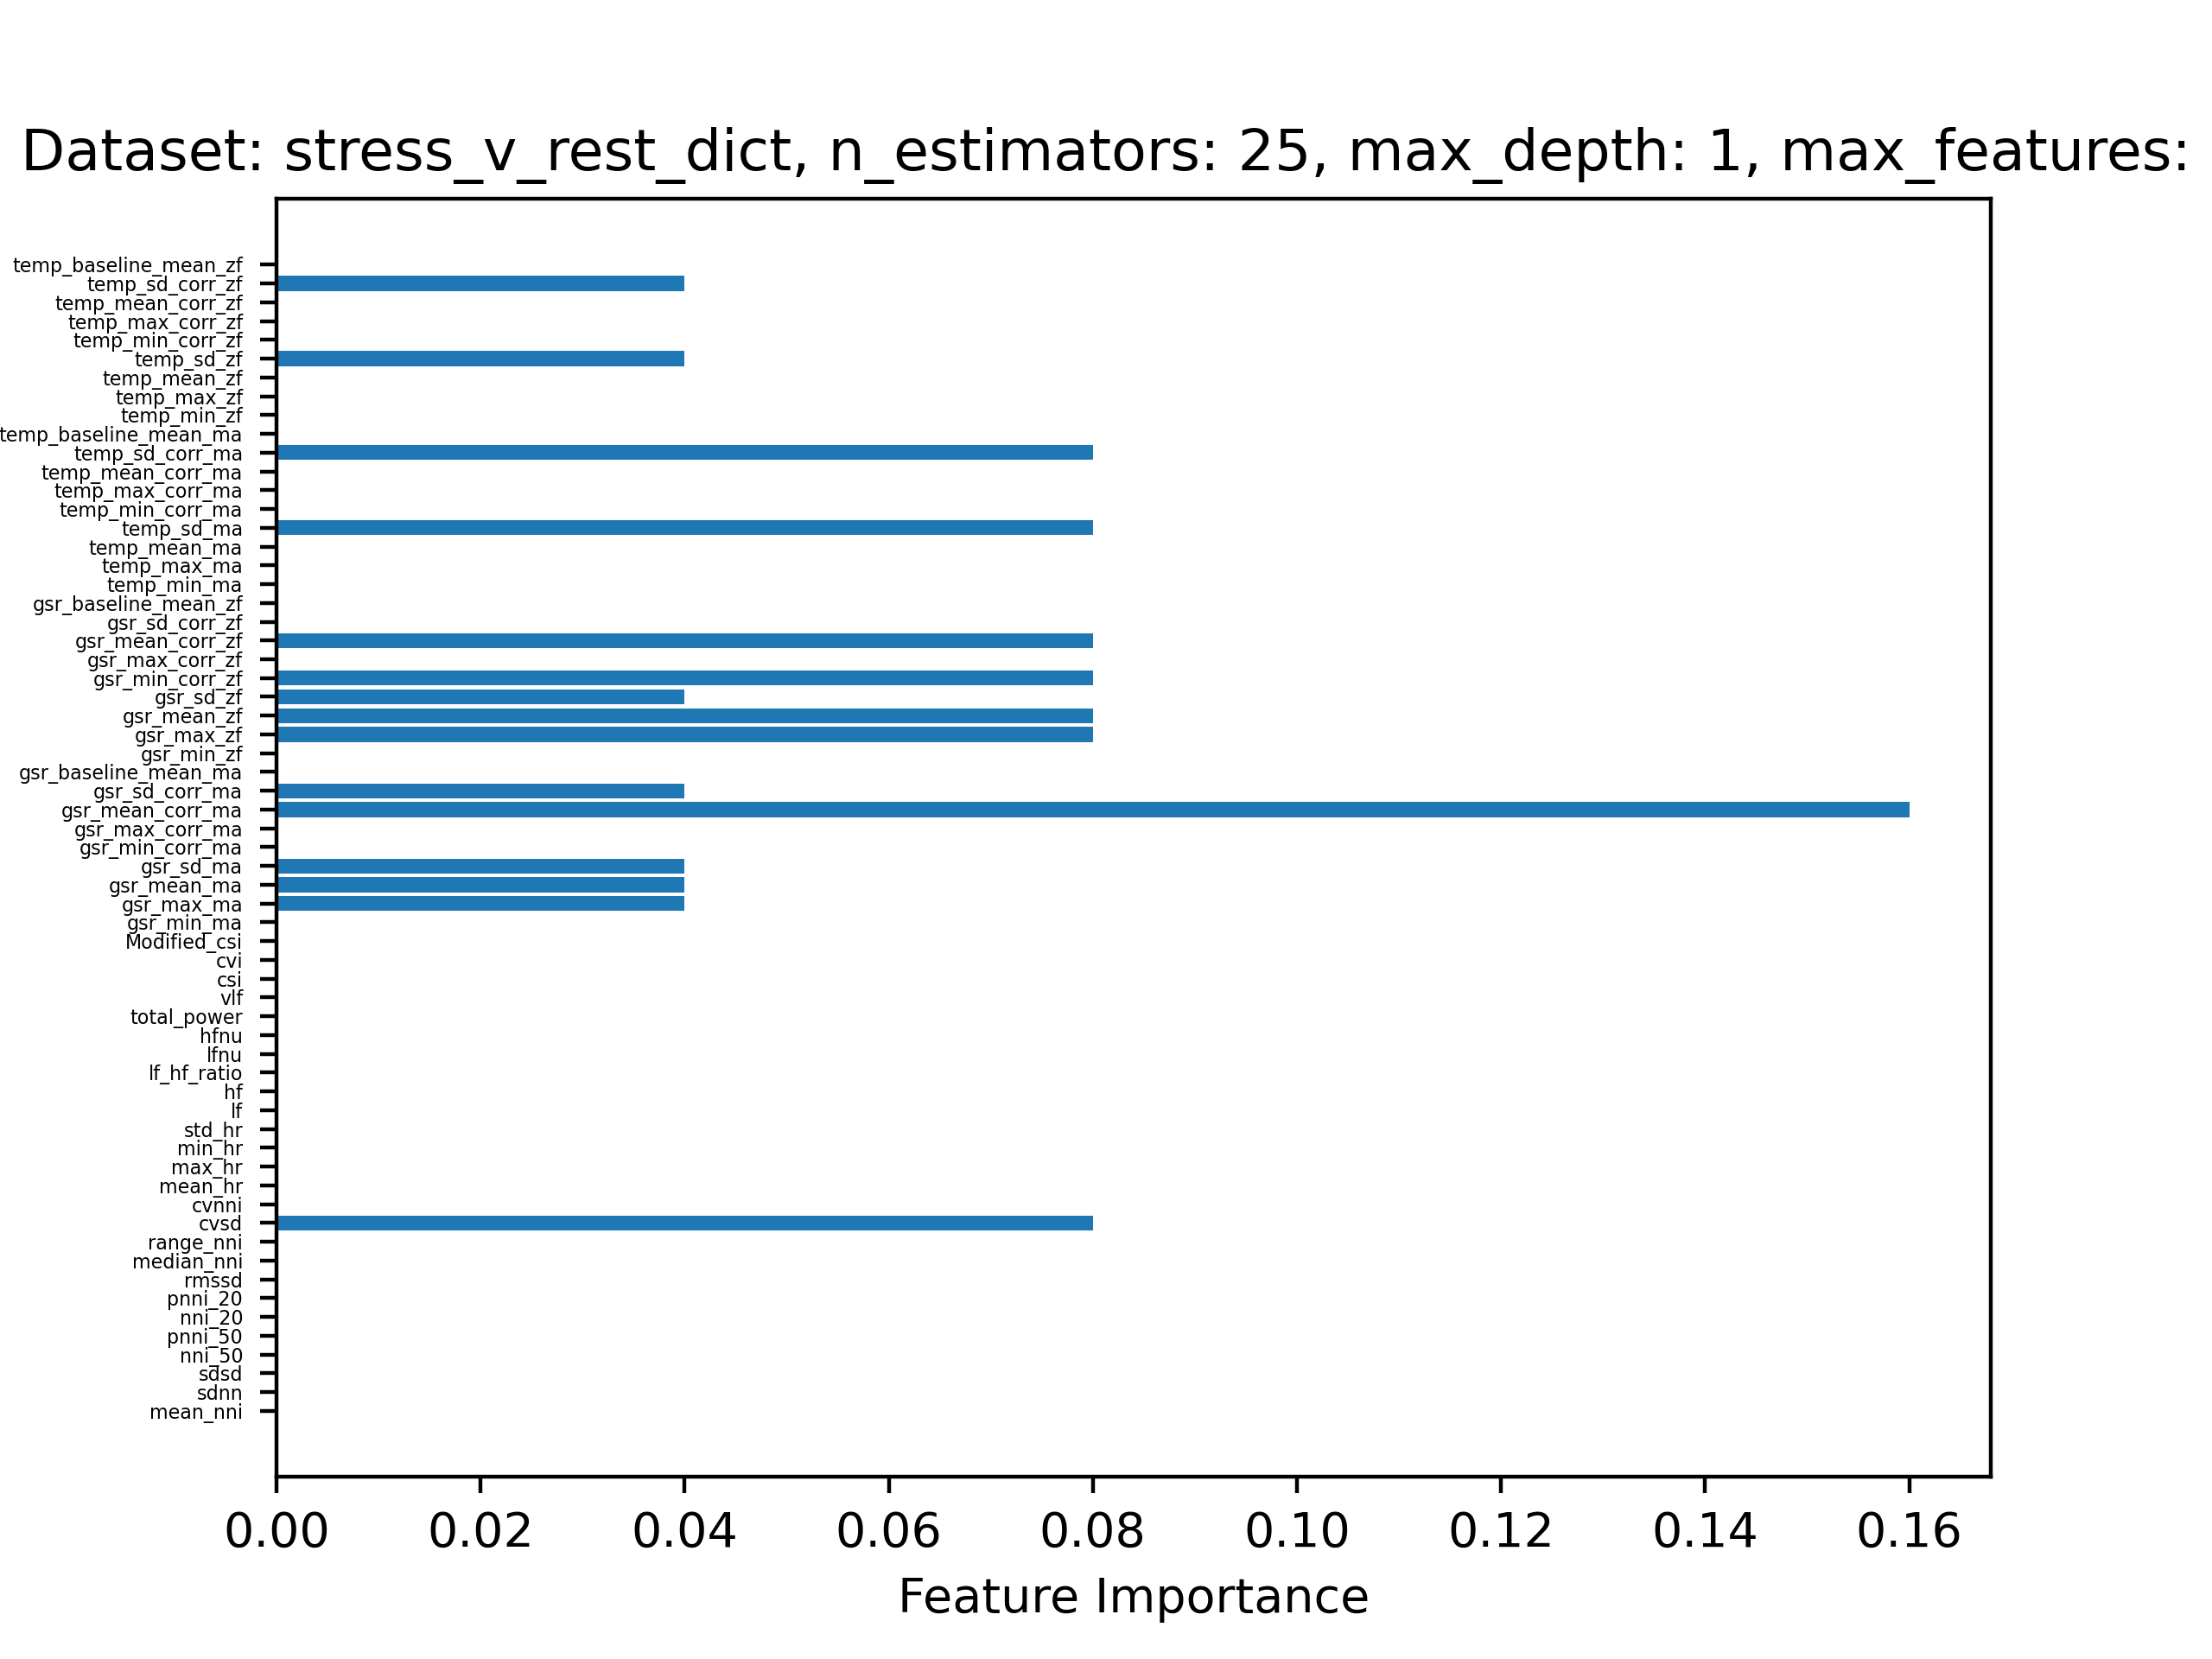 Dataset: stress_v_rest_dict, n_estimators: 25, max_depth: 1, max_features:
temp_baseline_mean_zf
temp_sd_corr_zf
temp_mean_corr_zf
temp_max_corr_zf
temp_min_corr_zf
temp_sd_zf
temp_mean_zf
temp_max_zf
temp_min_zf
temp_baseline_mean_ma
temp_sd_corr_ma
temp_mean_corr_ma
temp_max_corr_ma
temp_min_corr_ma
temp_sd_ma
temp_mean_ma
temp_max_ma
temp_min_ma
gsr_baseline_mean_zf
gsr_sd_corr_zf
gsr_mean_corr_zf
gsr_max_corr_zf
gsr_min_corr_zf
gsr_sd_zf
gsr_mean_zf
gsr_max_zf
gsr_min_zf
gsr_baseline_mean_ma
gsr_sd_corr_ma
gsr_mean_corr_ma
gsr_max_corr_ma
gsr_min_corr_ma
gsr_sd_ma
gsr_mean_ma
gsr_max_ma
gsr_min_ma
Modified_csi
cvi
csi
vlf
total_power
hfnu
lfnu
lf_hf_ratio
hf
lf
std_hr
min_hr
max_hr
mean_hr
cvnni
cvsd
range_nni
median_nni
rmssd
pnni_20
nni_20
pnni_50
nni_50
sdsd
sdnn
mean_nni
0.00 0.02 0.04 0.06 0.08 0.10 0.12 0.14 0.16
Feature Importance